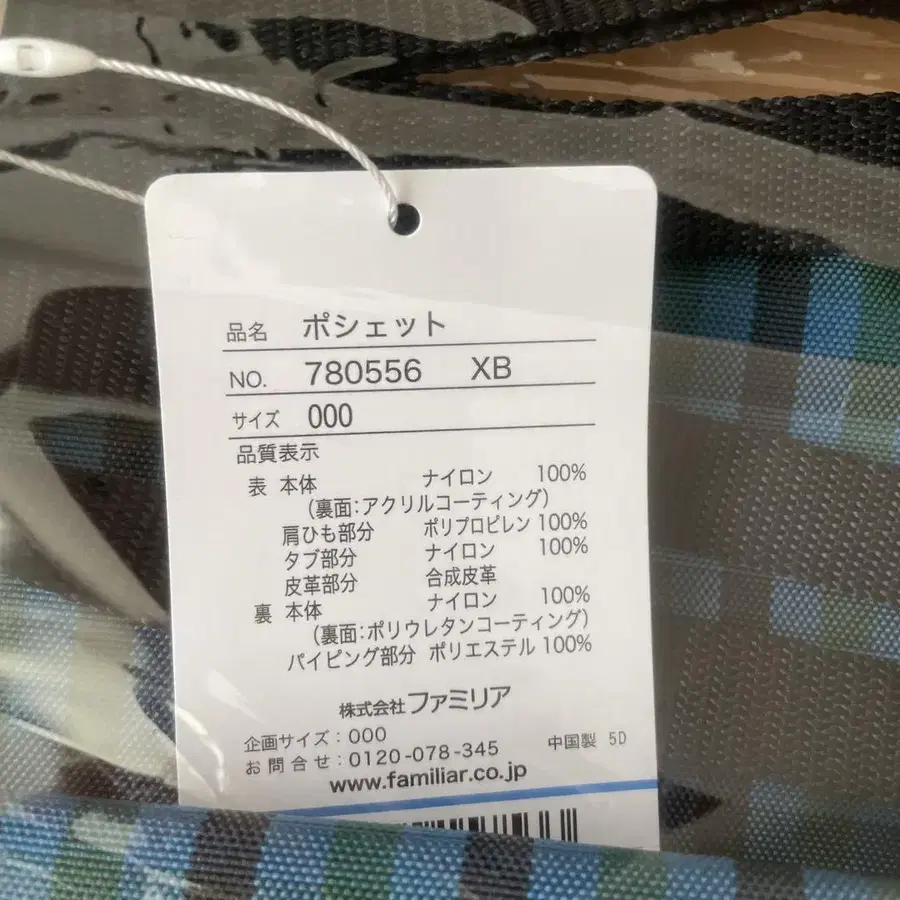 品名 ポシェット
NO. 780556 XB
サイズ 000
品質表示
表 本体 ナイロン 100%
(裏面:アクリルコーティング)
肩ひも部分 ポリプロピレン 100%
タブ部分 ナイロン 100%
皮革部分 合成皮革
裏 本体 ナイロン 100%
(裏面:ポリウレタンコーティング)
パイピング部分 ポリエステル 100%
株式会社 ファミリア
企画サイズ:000
お問合せ:0120-078-345 中国製 5D
www.familiar.co.jp